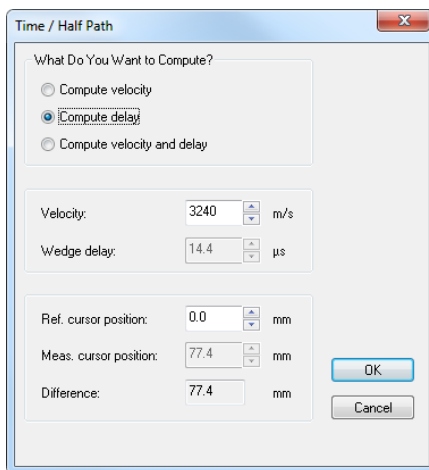 Time / Half Path
What Do You Want to Compute?
Compute velocity
Compute delay
Compute velocity and delay
Velocity: 3240 m/s
Wedge delay: 14.4 µs
Ref. cursor position: 0.0 mm
Meas. cursor position: 77.4 mm
Difference: 77.4 mm
OK
Cancel